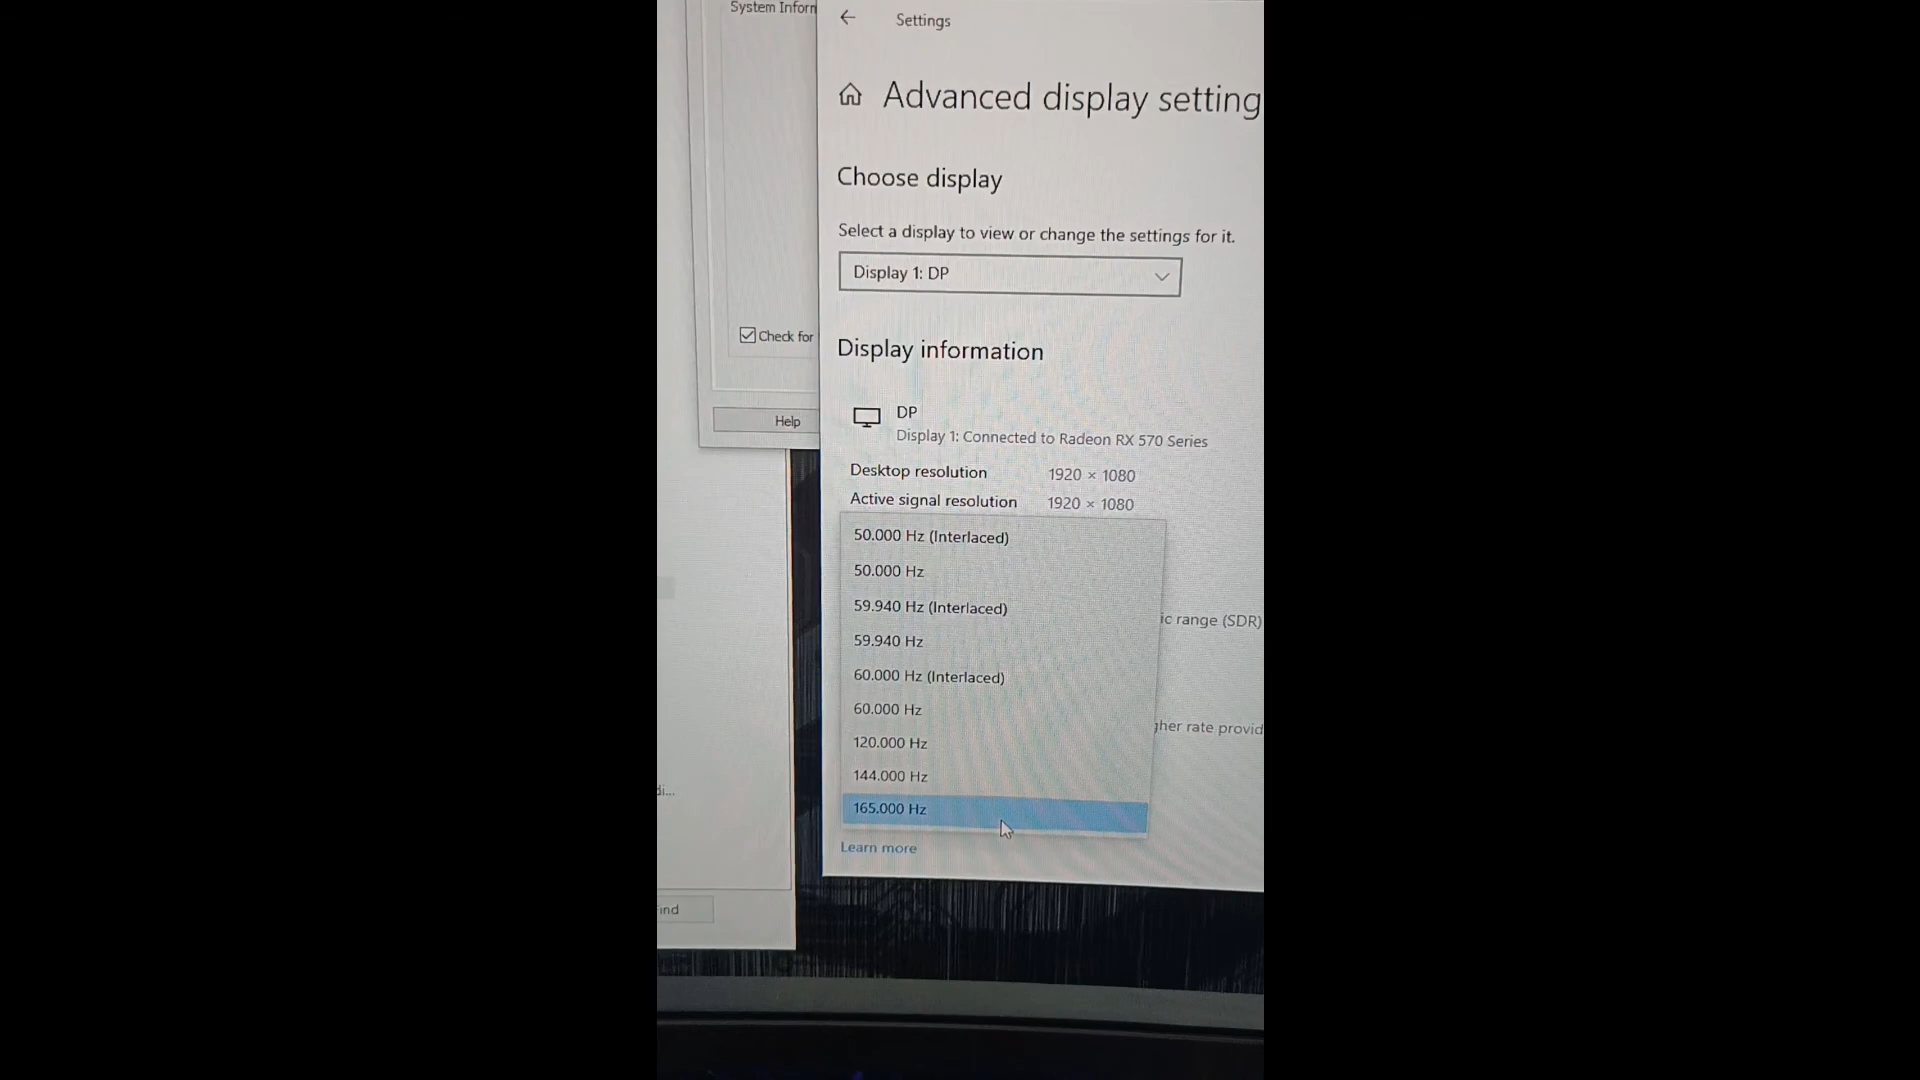 System Inform
Settings
Advanced display setting
Choose display
Select a display to view or change the settings for it.
Display 1: DP
Check for
Display information
DP
Help
Display 1: Connected to Radeon RX 570 Series
Desktop resolution 1920 × 1080
Active signal resolution 1920 × 1080
50.000 Hz (Interlaced)
50.000 Hz
59.940 Hz (Interlaced)
ic range (SDR)
59.940 Hz
60.000 Hz (Interlaced)
60.000 Hz
gher rate provid
120.000 Hz
144.000 Hz
di...
165.000 Hz
Learn more
ind